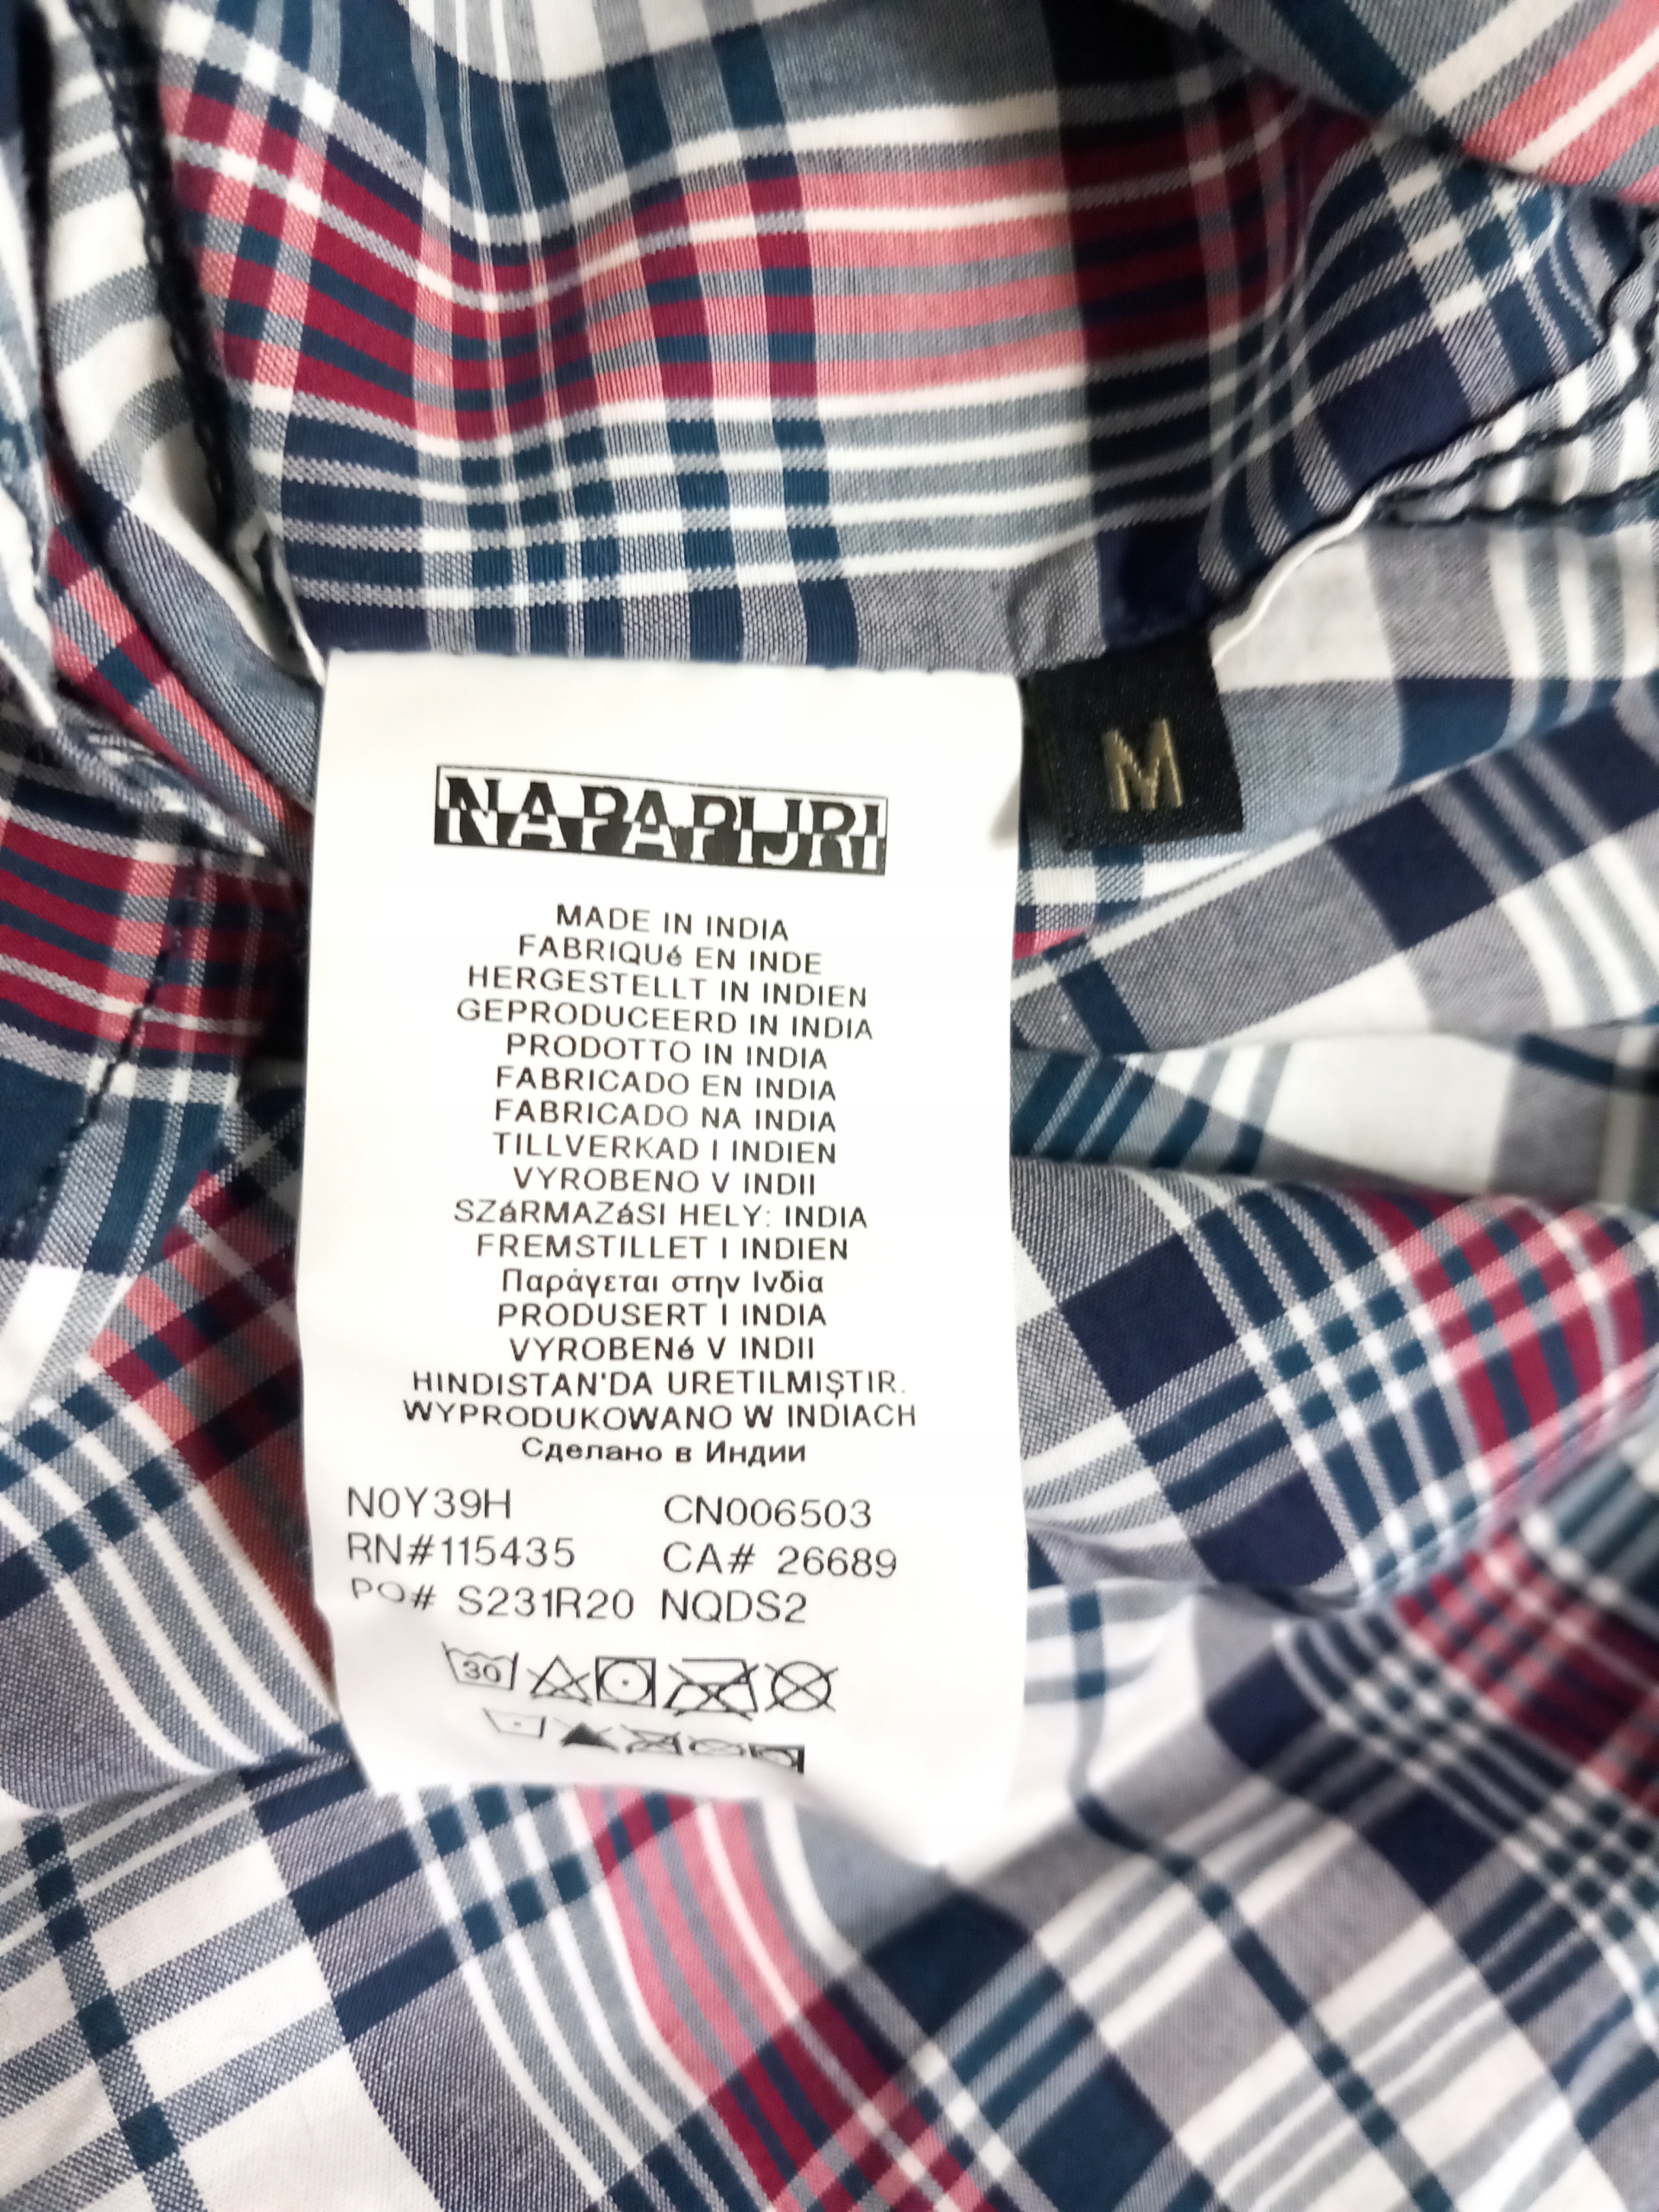 NAPAPIJRI
M
MADE IN INDIA
FABRIQUé EN INDE
HERGESTELLT IN INDIEN
GEPRODUCEERD IN INDIA
PRODOTTO IN INDIA
FABRICADO EN INDIA
FABRICADO NA INDIA
TILLVERKAD I INDIEN
VYROBENO V INDII
SZáRMAZáSI HELY: INDIA
FREMSTILLET I INDIEN
Παράγεται στην Ινδία
PRODUSERT I INDIA
VYROBENé V INDII
HINDISTAN'DA URETILMIŞTIR.
WYPRODUKOWANO W INDIACH
Сделано в Индии
N0Y39H CN006503
RN#115435 CA# 26689
PO# S231R20 NQDS2
30